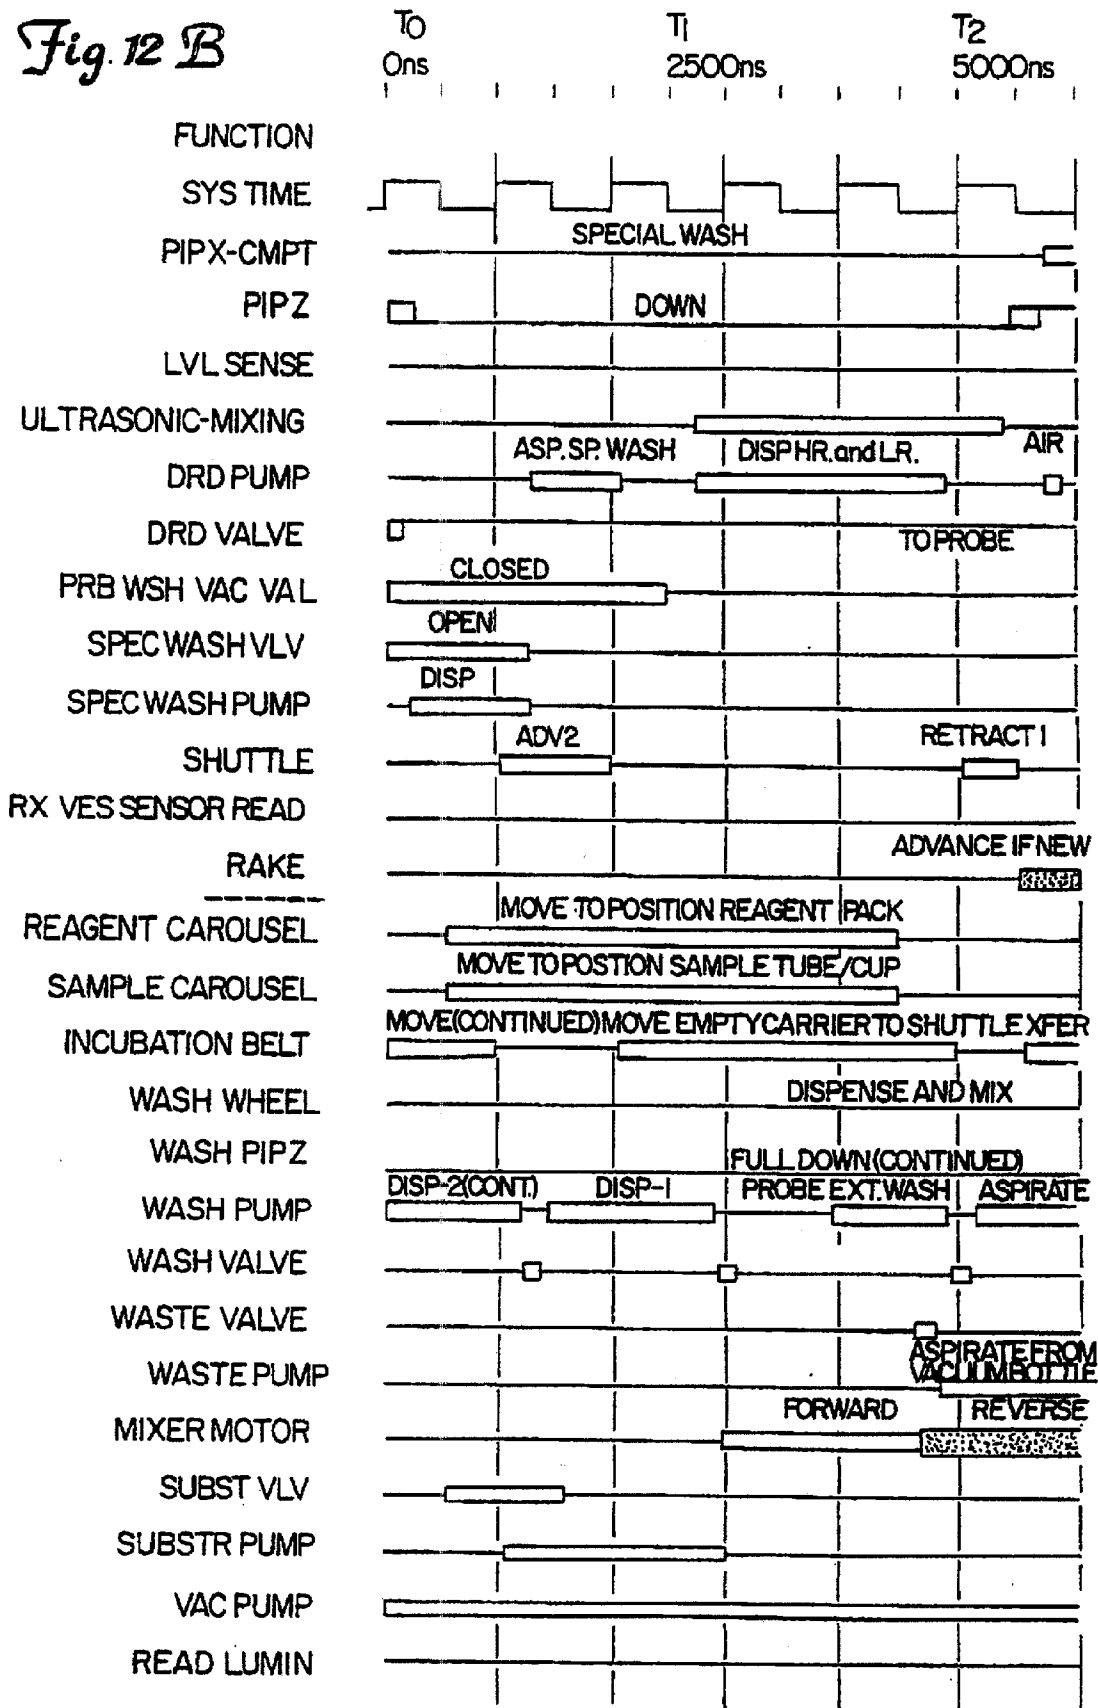 Fig. 12 B
T0 T1 T2
0ns 2500ns 5000ns
FUNCTION
SYS TIME
SPECIAL WASH
PIPX-CMPT
PIPZ DOWN
LVL SENSE
ULTRASONIC-MIXING
ASP. SP. WASH DISP HR. and L.R. AIR
DRD PUMP
DRD VALVE TO PROBE
CLOSED
PRB WSH VAC VAL
OPEN
SPEC WASH VLV
DISP
SPEC WASH PUMP
ADV2 RETRACT 1
SHUTTLE
RX VES SENSOR READ
ADVANCE IF NEW
RAKE
MOVE TO POSITION REAGENT PACK
REAGENT CAROUSEL
MOVE TO POSTION SAMPLE TUBE/CUP
SAMPLE CAROUSEL
MOVE (CONTINUED) MOVE EMPTY CARRIER TO SHUTTLE XFER
INCUBATION BELT
DISPENSE AND MIX
WASH WHEEL
WASH PIPZ FULL DOWN (CONTINUED)
DISP-2 (CONT.) DISP-1 PROBE EXT. WASH ASPIRATE
WASH PUMP
WASH VALVE
WASTE VALVE
ASPIRATE FROM
VACUUM BOTTLE
WASTE PUMP
FORWARD REVERSE
MIXER MOTOR
SUBST VLV
SUBSTR PUMP
VAC PUMP
READ LUMIN